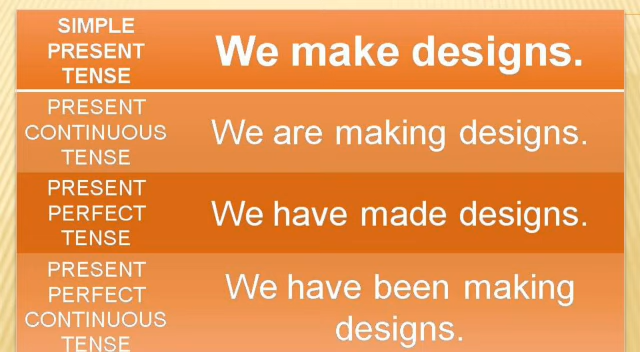 SIMPLE
PRESENT
TENSE
We make designs.
PRESENT
CONTINUOUS
TENSE
We are making designs.
PRESENT
PERFECT
TENSE
We have made designs.
PRESENT
PERFECT
CONTINUOUS
TENSE
We have been making
designs.